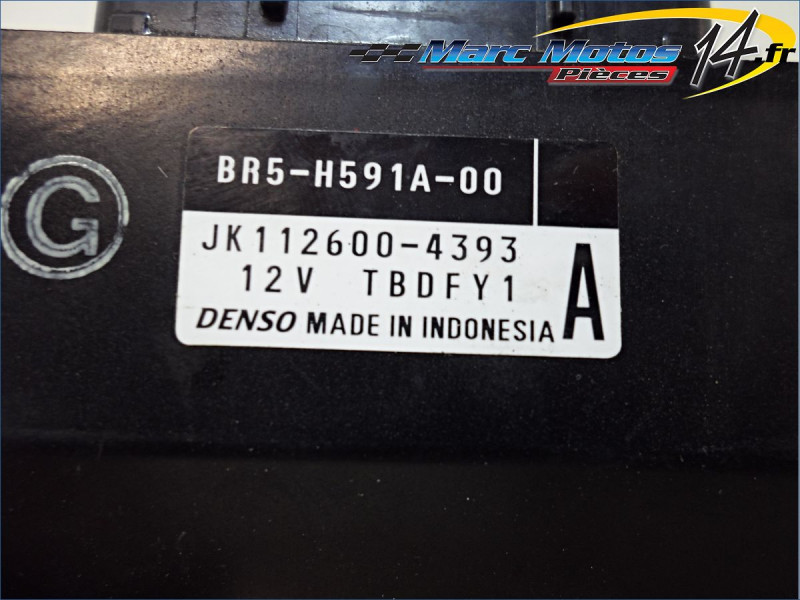 Marc Motos 14.fr
Pièces
G
BR5-H591A-00
JK112600-4393
12V TBDFY1
A
DENSO MADE IN INDONESIA